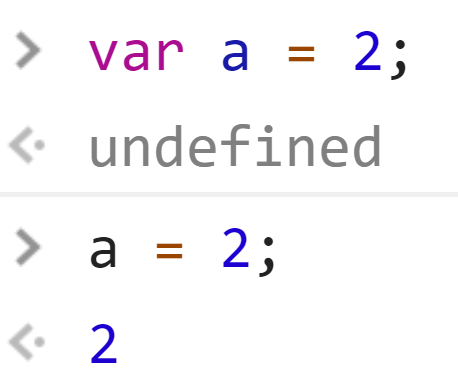 > var a = 2;
<· undefined
> a = 2;
<· 2